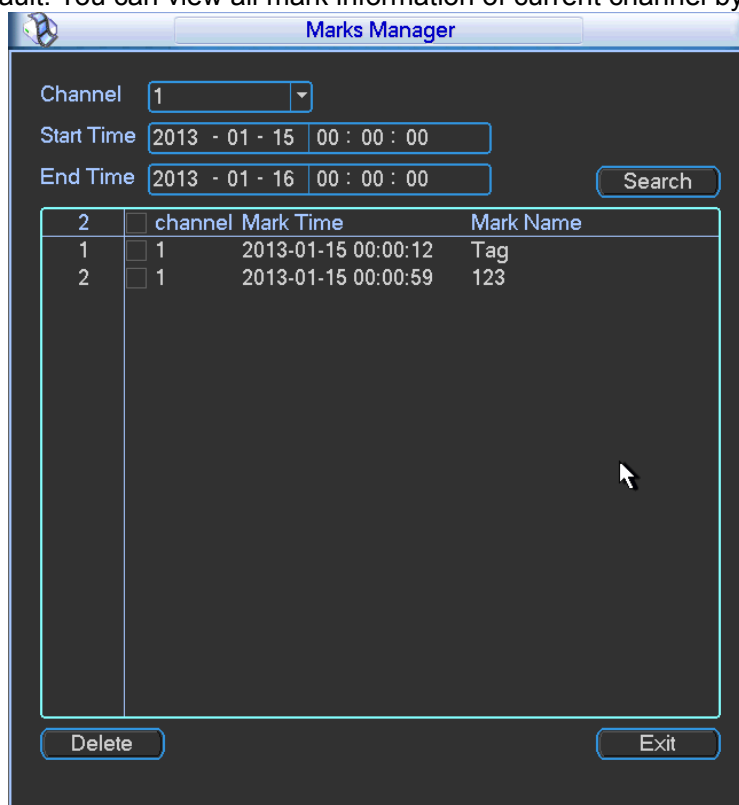 ault. You can view all mark information of current channel by
Marks Manager
Channel 1
Start Time 2013 - 01 - 15 00 : 00 : 00
End Time 2013 - 01 - 16 00 : 00 : 00
Search
2 channel Mark Time Mark Name
1 1 2013-01-15 00:00:12 Tag
2 1 2013-01-15 00:00:59 123
Delete Exit